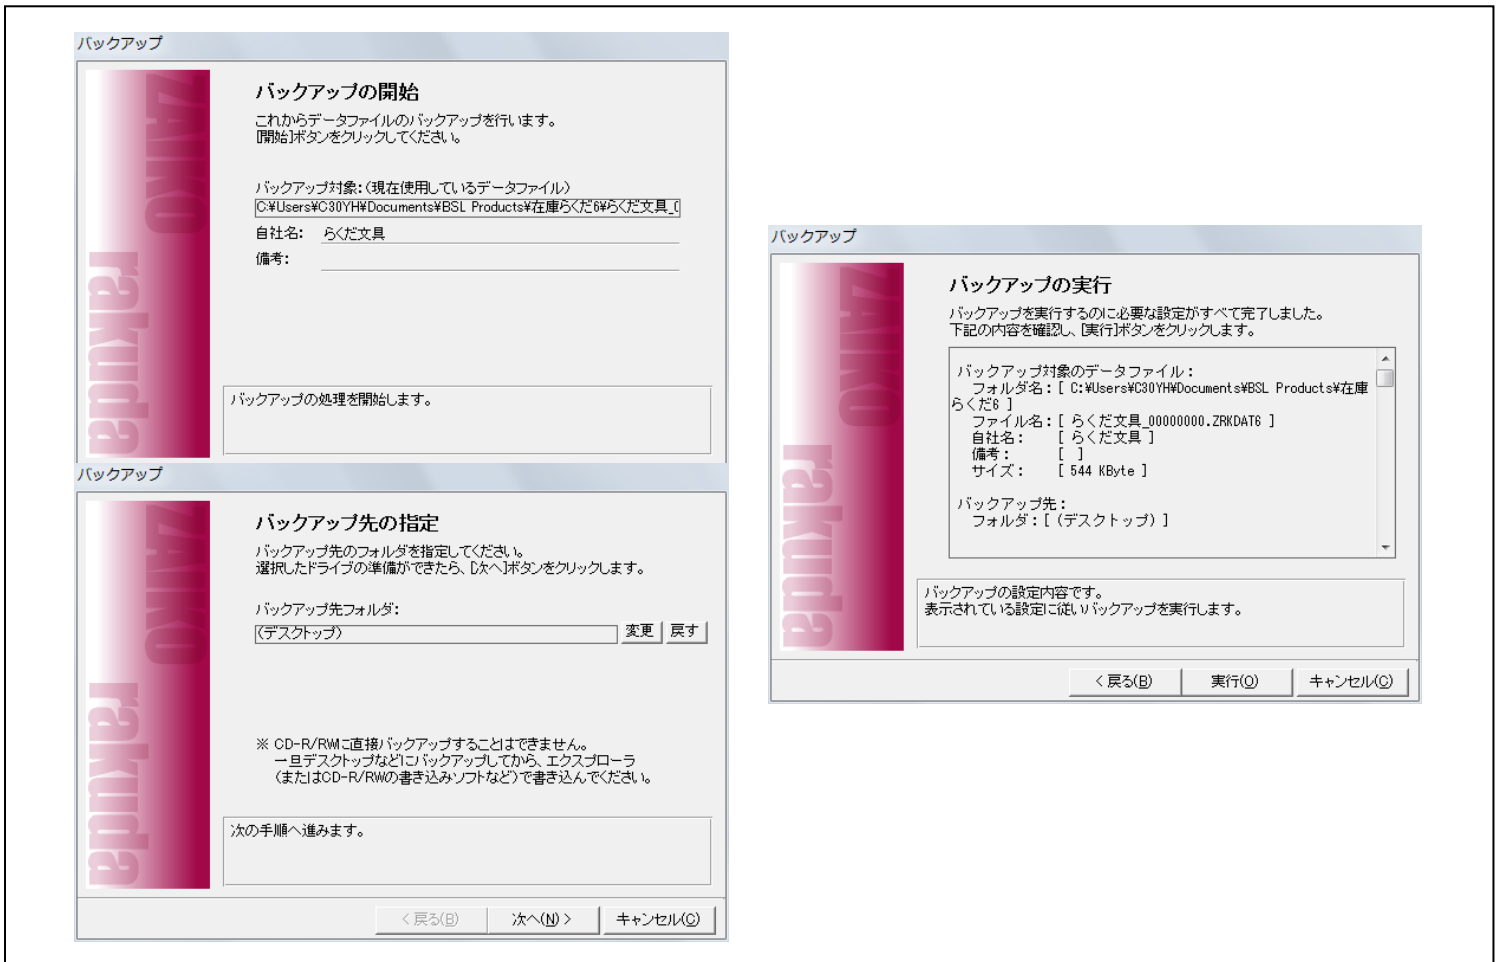 バックアップ
ZAIKO
rakuda
バックアップの開始
これからデータファイルのバックアップを行います。
[開始]ボタンをクリックしてください。
バックアップ対象:(現在使用しているデータファイル)
C:¥Users¥C30YH¥Documents¥BSL Products¥在庫らくだ6¥らくだ文具_0
自社名: らくだ文具
備考:
バックアップの処理を開始します。
バックアップ
ZAIKO
rakuda
バックアップ先の指定
バックアップ先のフォルダを指定してください。
選択したドライブの準備ができたら、[次へ]ボタンをクリックします。
バックアップ先フォルダ:
(デスクトップ) 変更 戻す
※ CD-R/RWに直接バックアップすることはできません。
一旦デスクトップなどにバックアップしてから、エクスプローラ
(またはCD-R/RWの書き込みソフトなど)で書き込んでください。
次の手順へ進みます。
< 戻る(B) 次へ(N) > キャンセル(C)
バックアップ
ZAIKO
rakuda
バックアップの実行
バックアップを実行するのに必要な設定がすべて完了しました。
下記の内容を確認し、[実行]ボタンをクリックします。
バックアップ対象のデータファイル:
フォルダ名:[ C:¥Users¥C30YH¥Documents¥BSL Products¥在庫
らくだ6 ]
ファイル名:[ らくだ文具_00000000.ZRKDAT6 ]
自社名: [ らくだ文具 ]
備考: [ ]
サイズ: [ 544 KByte ]
バックアップ先:
フォルダ:[ (デスクトップ) ]
バックアップの設定内容です。
表示されている設定に従いバックアップを実行します。
< 戻る(B) 実行(O) キャンセル(C)